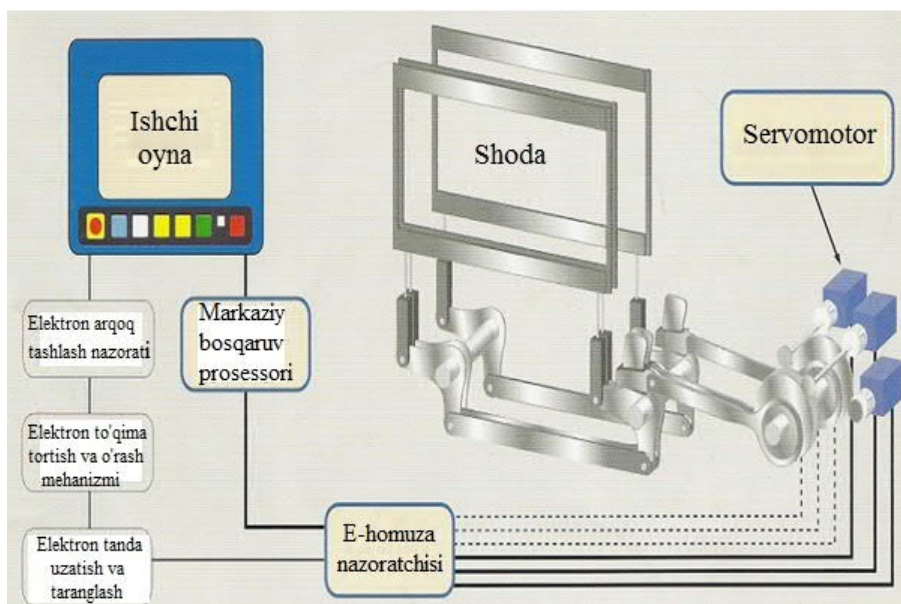 Ishchi
oyna
Shoda
Servomotor
Elektron arqoq
tashlash nazorati
Markaziy
bosqaruv
prosessori
Elektron to'qima
tortish va o'rash
mehanizmi
Elektron tanda
uzatish va
taranglash
E-homuza
nazoratchisi